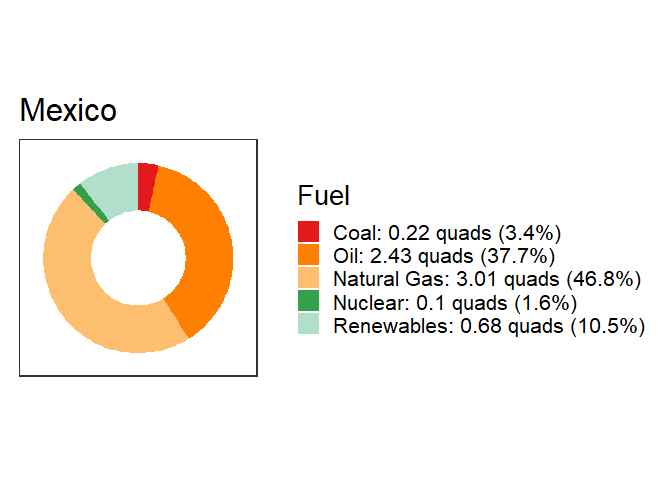 Mexico
Fuel
Coal: 0.22 quads (3.4%)
Oil: 2.43 quads (37.7%)
Natural Gas: 3.01 quads (46.8%)
Nuclear: 0.1 quads (1.6%)
Renewables: 0.68 quads (10.5%)